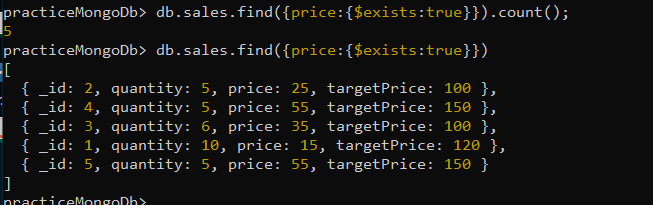 practiceMongoDb> db.sales.find({price:{$exists:true}}).count();
5
practiceMongoDb> db.sales.find({price:{$exists:true}})
[
  { _id: 2, quantity: 5, price: 25, targetPrice: 100 },
  { _id: 4, quantity: 5, price: 55, targetPrice: 150 },
  { _id: 3, quantity: 6, price: 35, targetPrice: 100 },
  { _id: 1, quantity: 10, price: 15, targetPrice: 120 },
  { _id: 5, quantity: 5, price: 55, targetPrice: 150 }
]
practiceMongoDb>